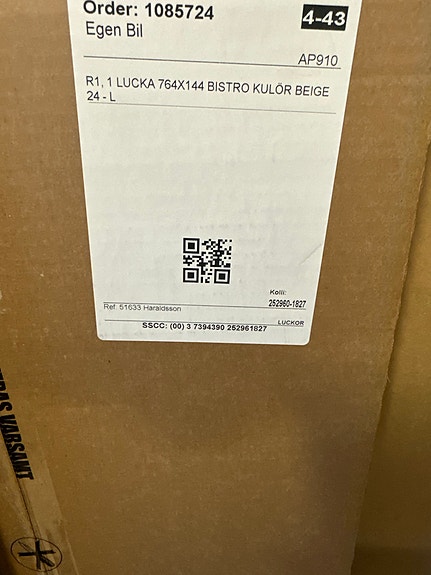 Order: 1085724
4-43
Egen Bil
AP910
R1, 1 LUCKA 764X144 BISTRO KULÖR BEIGE
24 - L
Kolli:
252960-1827
Ref. 51633 Haraldsson
LUCKOR
SSCC: (00) 3 7394390 252961827
VARSAMT